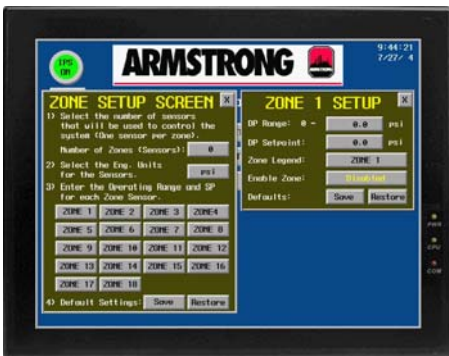 IPS
ON
ARMSTRONG
9:44:21
7/27/ 4
ZONE SETUP SCREEN X
1) Select the number of sensors
that will be used to control the
system (One sensor per zone).
Number of Zones (Sensors): 0
2) Select the Eng. Units
for the Sensors. psi
3) Enter the Operating Range and SP
for each Zone Sensor.
ZONE 1 ZONE 2 ZONE 3 ZONE4
ZONE 5 ZONE 6 ZONE 7 ZONE 8
ZONE 9 ZONE 10 ZONE 11 ZONE 12
ZONE 13 ZONE 14 ZONE 15 ZONE 16
ZONE 17 ZONE 18
4) Default Settings: Save Restore
ZONE 1 SETUP X
DP Range: 0 - 0.0 psi
DP Setpoint: 0.0 psi
Zone Legend: ZONE 1
Enable Zone: Disabled
Defaults: Save Restore
PWR
CPU
COM